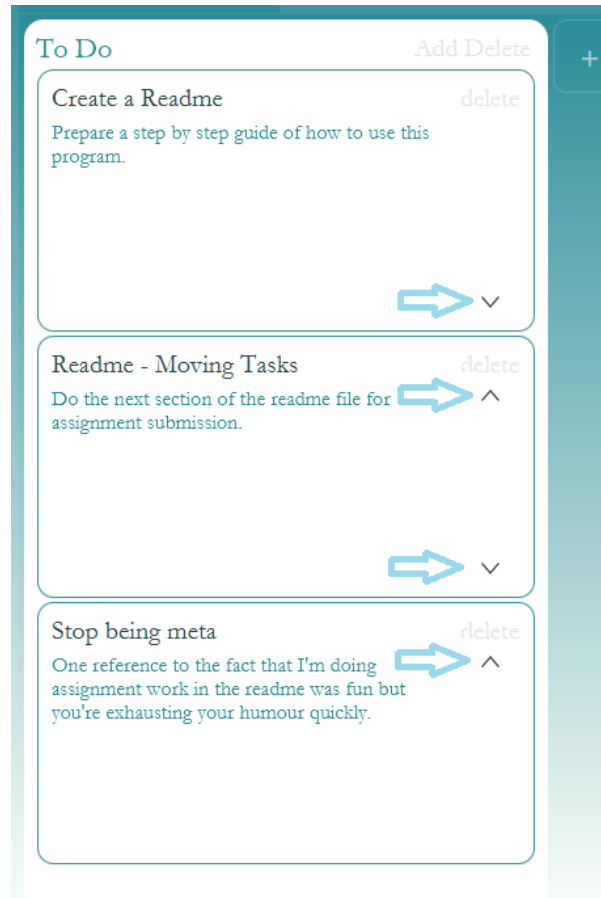 To Do Add Delete
+
Create a Readme delete
Prepare a step by step guide of how to use this
program.
Readme - Moving Tasks delete
Do the next section of the readme file for
assignment submission.
Stop being meta delete
One reference to the fact that I'm doing
assignment work in the readme was fun but
you're exhausting your humour quickly.